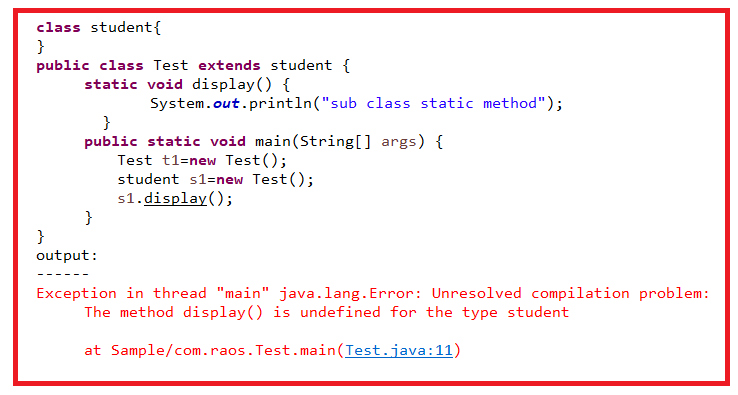 class student{
}
public class Test extends student {
static void display() {
System.out.println("sub class static method");
}
public static void main(String[] args) {
Test t1=new Test();
student s1=new Test();
s1.display();
}
}
output:
------
Exception in thread "main" java.lang.Error: Unresolved compilation problem:
The method display() is undefined for the type student
at Sample/com.raos.Test.main(Test.java:11)